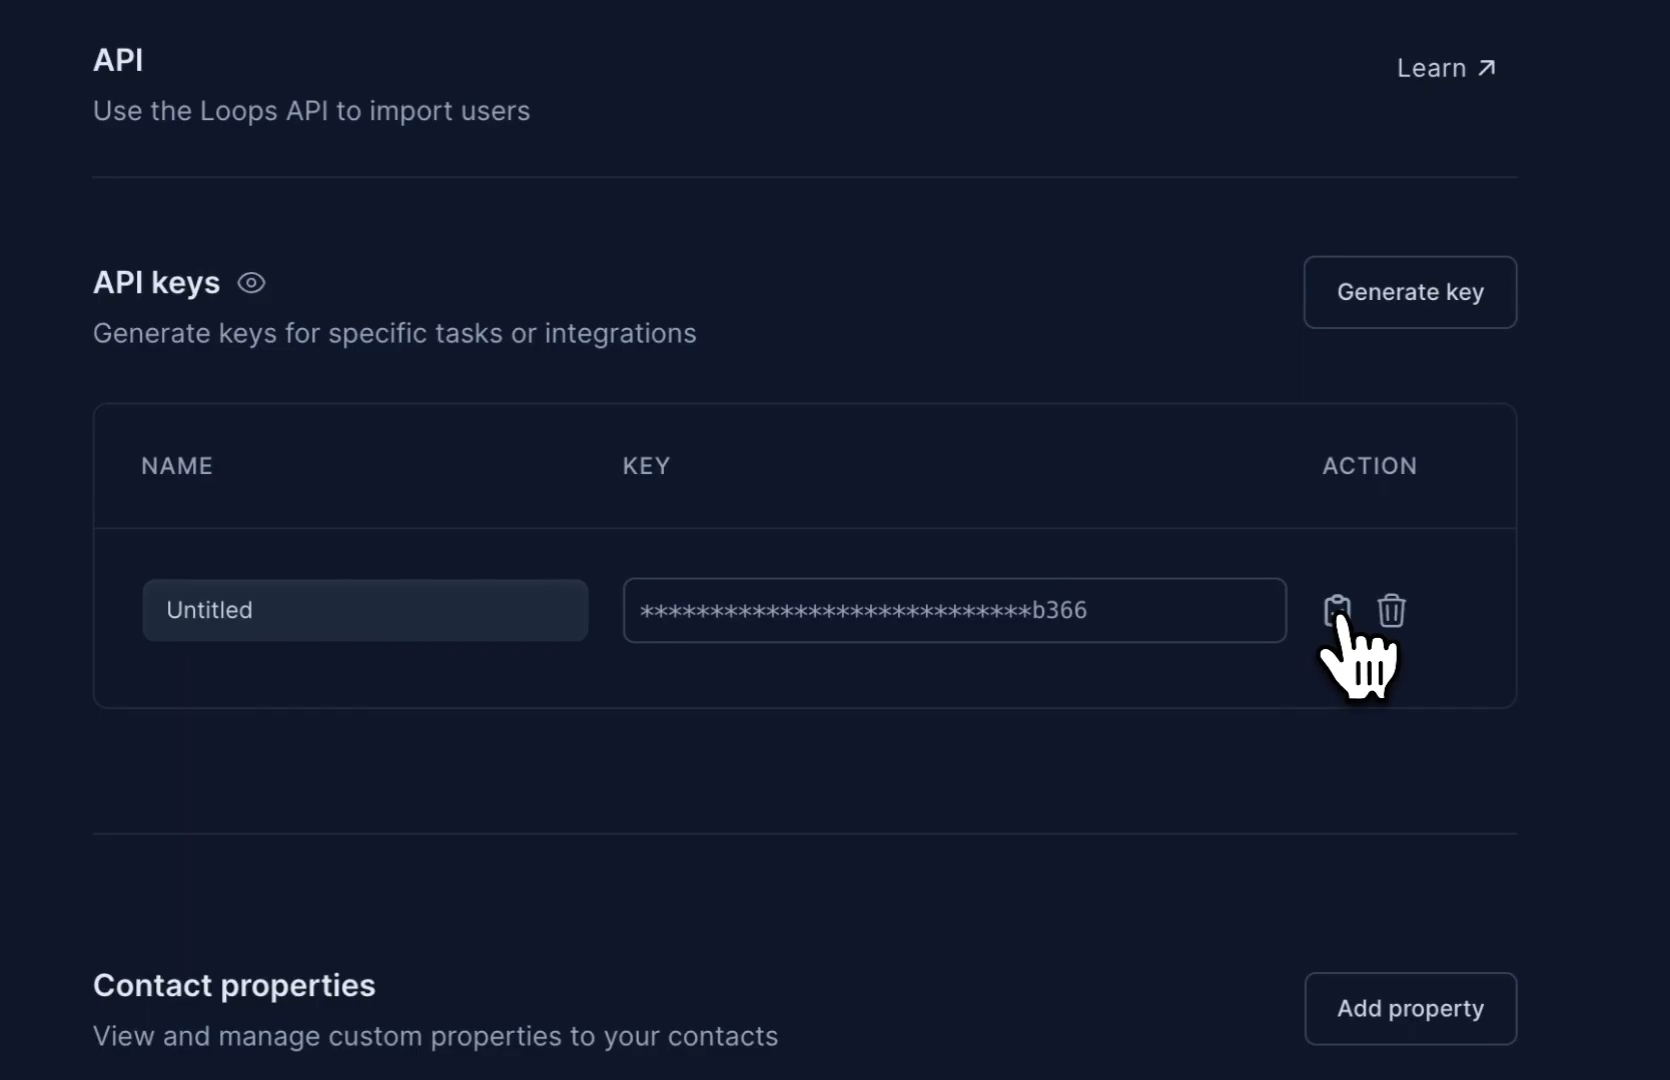 API
Learn ↗
Use the Loops API to import users
API keys
Generate key
Generate keys for specific tasks or integrations
NAME KEY ACTION
Untitled ****************************b366
Contact properties
Add property
View and manage custom properties to your contacts